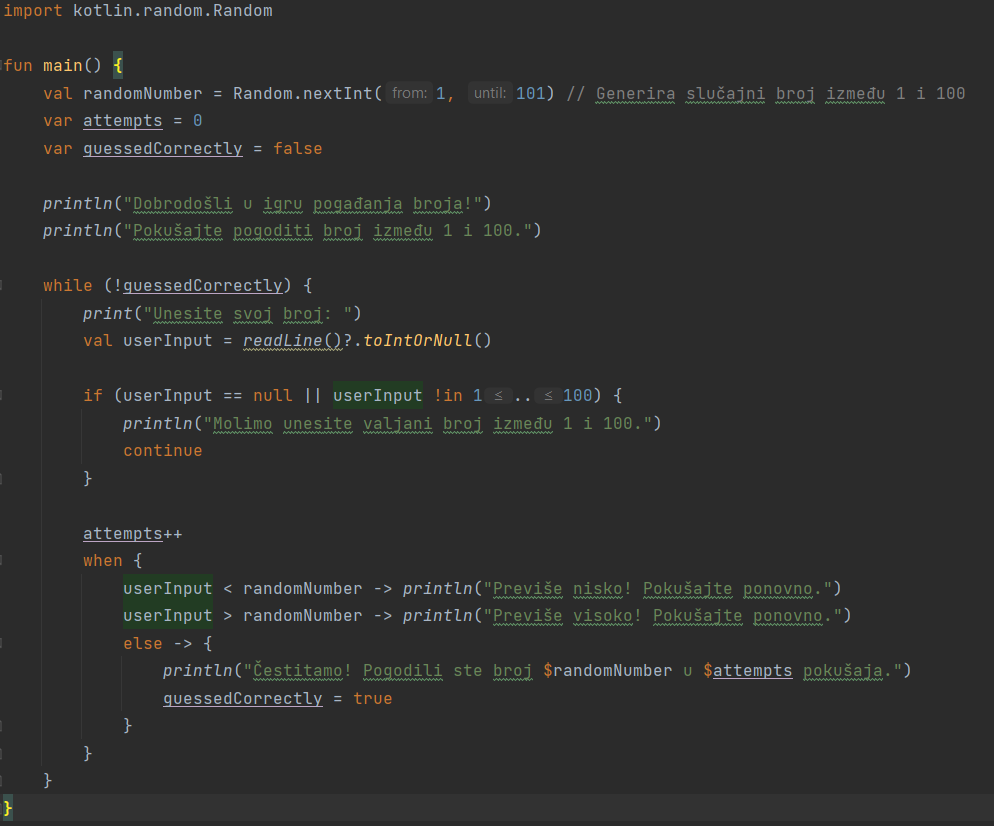 import kotlin.random.Random
fun main() {
val randomNumber = Random.nextInt( from: 1, until: 101) // Generira slučajni broj između 1 i 100
var attempts = 0
var guessedCorrectly = false
println("Dobrodošli u igru pogađanja broja!")
println("Pokušajte pogoditi broj između 1 i 100.")
while (!guessedCorrectly) {
print("Unesite svoj broj: ")
val userInput = readLine()?.toIntOrNull()
if (userInput == null || userInput !in 1 ≤ .. ≤ 100) {
println("Molimo unesite valjani broj između 1 i 100.")
continue
}
attempts++
when {
userInput < randomNumber -> println("Previše nisko! Pokušajte ponovno.")
userInput > randomNumber -> println("Previše visoko! Pokušajte ponovno.")
else -> {
println("Čestitamo! Pogodili ste broj $randomNumber u $attempts pokušaja.")
guessedCorrectly = true
}
}
}
}